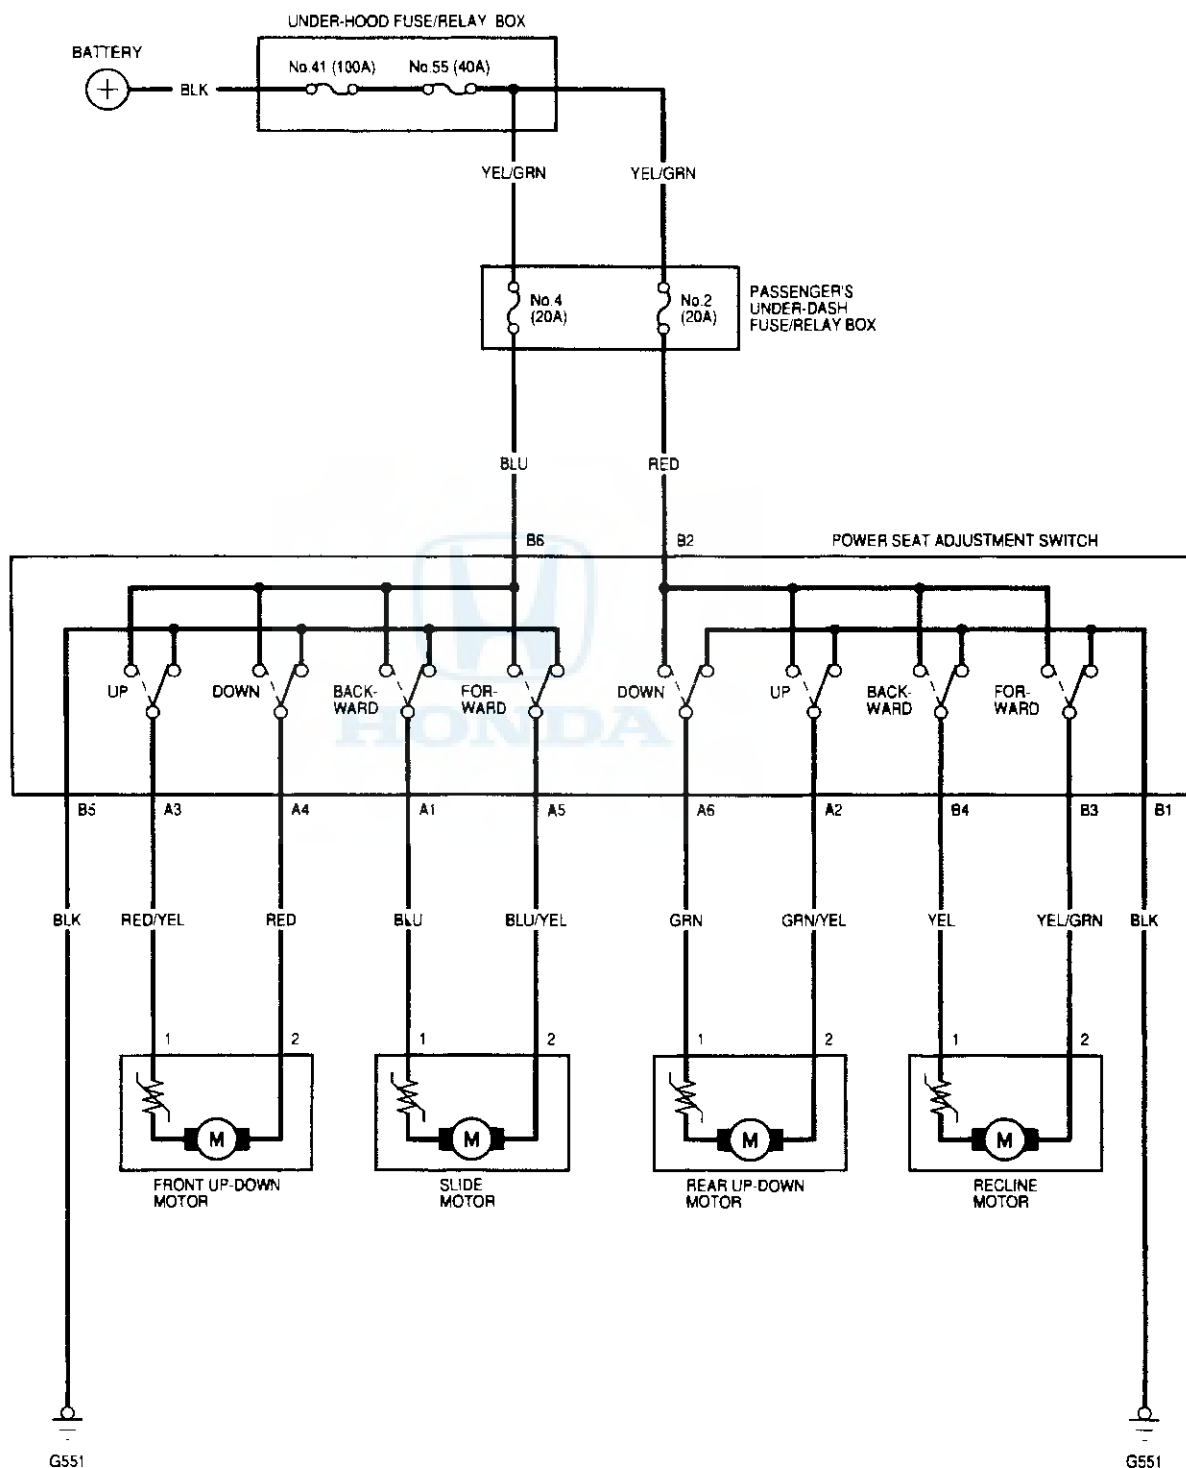 UNDER-HOOD FUSE/RELAY BOX
BATTERY
No.41 (100A)
No.55 (40A)
BLK
YEL/GRN
YEL/GRN
No.4
(20A)
No.2
(20A)
PASSENGER'S
UNDER-DASH
FUSE/RELAY BOX
BLU
RED
B6
B2
POWER SEAT ADJUSTMENT SWITCH
UP
DOWN
BACK-
WARD
FOR-
WARD
DOWN
UP
BACK-
WARD
FOR-
WARD
HONDA
B5
A3
A4
A1
A5
A6
A2
B4
B3
B1
BLK
RED/YEL
RED
BLU
BLU/YEL
GRN
GRN/YEL
YEL
YEL/GRN
BLK
1
2
1
2
1
2
1
2
M
M
M
M
FRONT UP-DOWN
MOTOR
SLIDE
MOTOR
REAR UP-DOWN
MOTOR
RECLINE
MOTOR
G551
G551